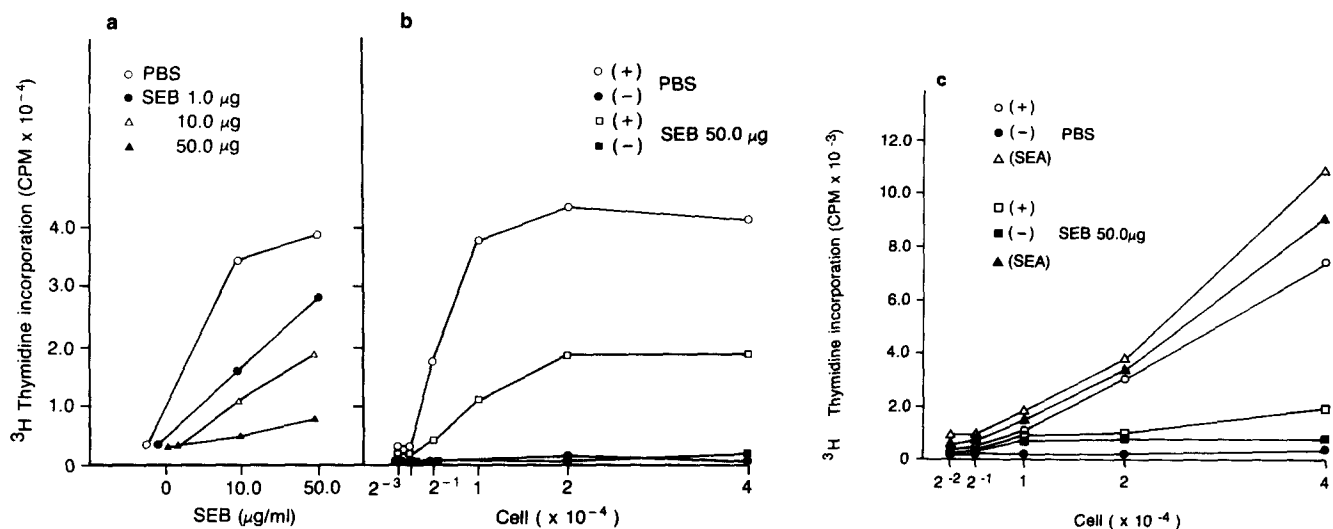 a
³H Thymidine incorporation (CPM x 10⁻⁴)
○ PBS
● SEB 1.0 µg
△ 10.0 µg
▲ 50.0 µg
4.0
3.0
2.0
1.0
0
0 10.0 50.0
SEB (µg/ml)
b
○ (+)
● (−) PBS
□ (+)
■ (−) SEB 50.0 µg
2⁻³ 2⁻¹ 1 2 4
Cell ( x 10⁻⁴)
c
³H Thymidine incorporation (CPM x 10⁻³)
○ (+)
● (−) PBS
△ (SEA)
□ (+)
■ (−) SEB 50.0µg
▲ (SEA)
12.0
10.0
8.0
6.0
4.0
2.0
0
2⁻² 2⁻¹ 1 2 4
Cell ( x 10⁻⁴)